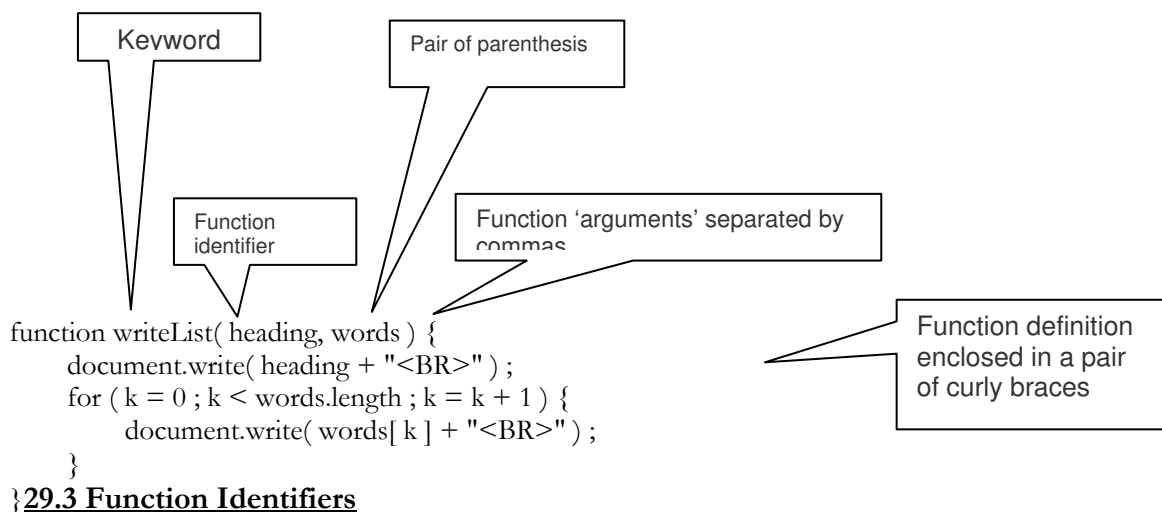 Keyword
Pair of parenthesis
Function
identifier
Function ‘arguments’ separated by
commas
Function definition
enclosed in a pair
of curly braces
function writeList( heading, words ) {
document.write( heading + "<BR>" ) ;
for ( k = 0 ; k < words.length ; k = k + 1 ) {
document.write( words[ k ] + "<BR>" ) ;
}
}29.3 Function Identifiers